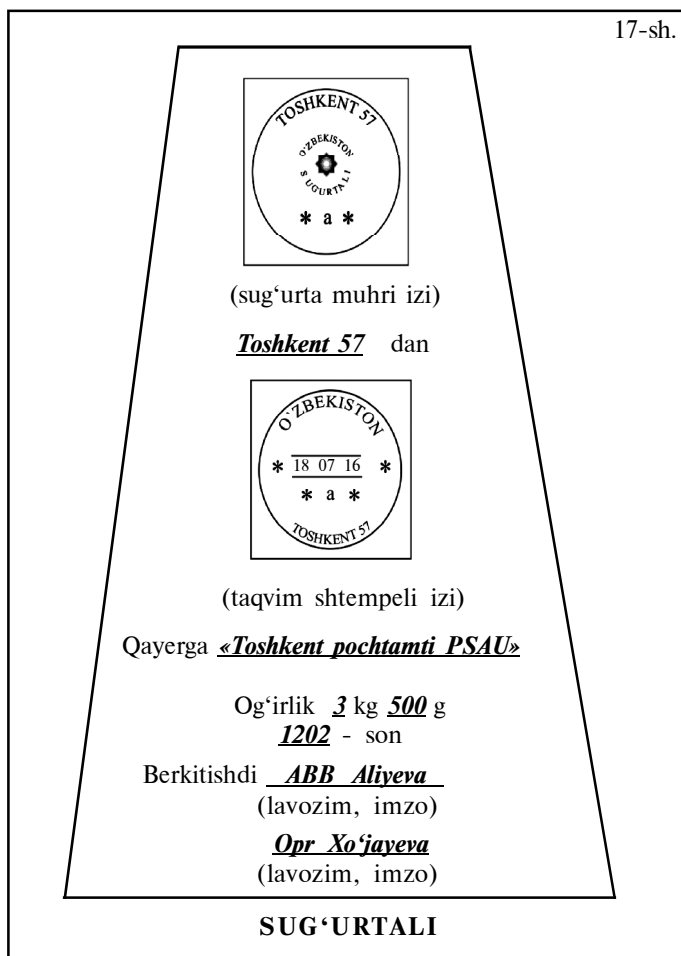 17-sh.
TOSHKENT 57
O`ZBEKISTON
SUGURTALI
* a *
(sug‘urta muhri izi)
Toshkent 57 dan
O`ZBEKISTON
* 18 07 16 *
* a *
TOSHKENT 57
(taqvim shtempeli izi)
Qayerga «Toshkent pochtamti PSAU»
Og‘irlik 3 kg 500 g
1202 - son
Berkitishdi ABB Aliyeva
(lavozim, imzo)
Opr Xo‘jayeva
(lavozim, imzo)
SUG‘URTALI